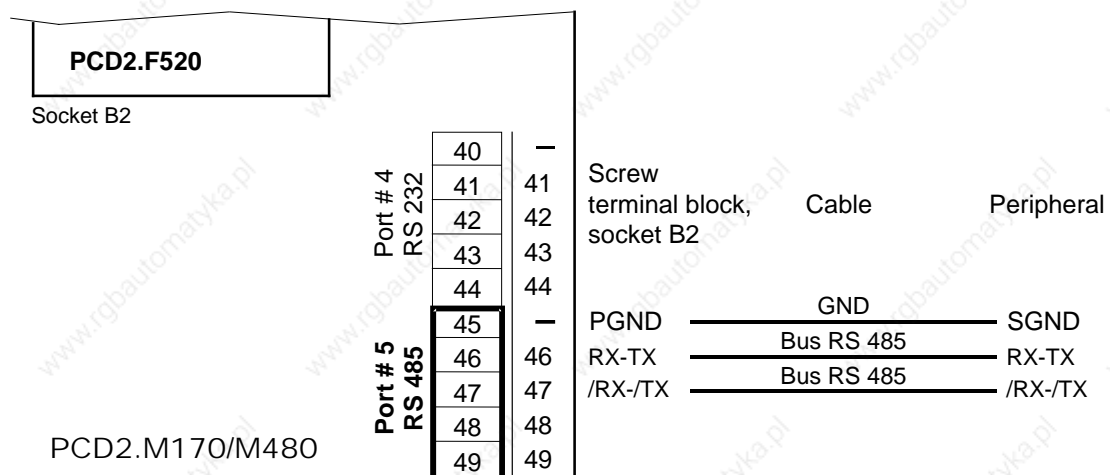 PCD2.F520
Socket B2
Port # 4
RS 232
40 –
41 41
42 42
43 43
44 44
Port # 5
RS 485
45 –
46 46
47 47
48 48
49 49
PCD2.M170/M480
Screw
terminal block,
socket B2
Cable
Peripheral
PGND GND SGND
RX-TX Bus RS 485 RX-TX
/RX-/TX Bus RS 485 /RX-/TX
www.rgbautomatyka.pl